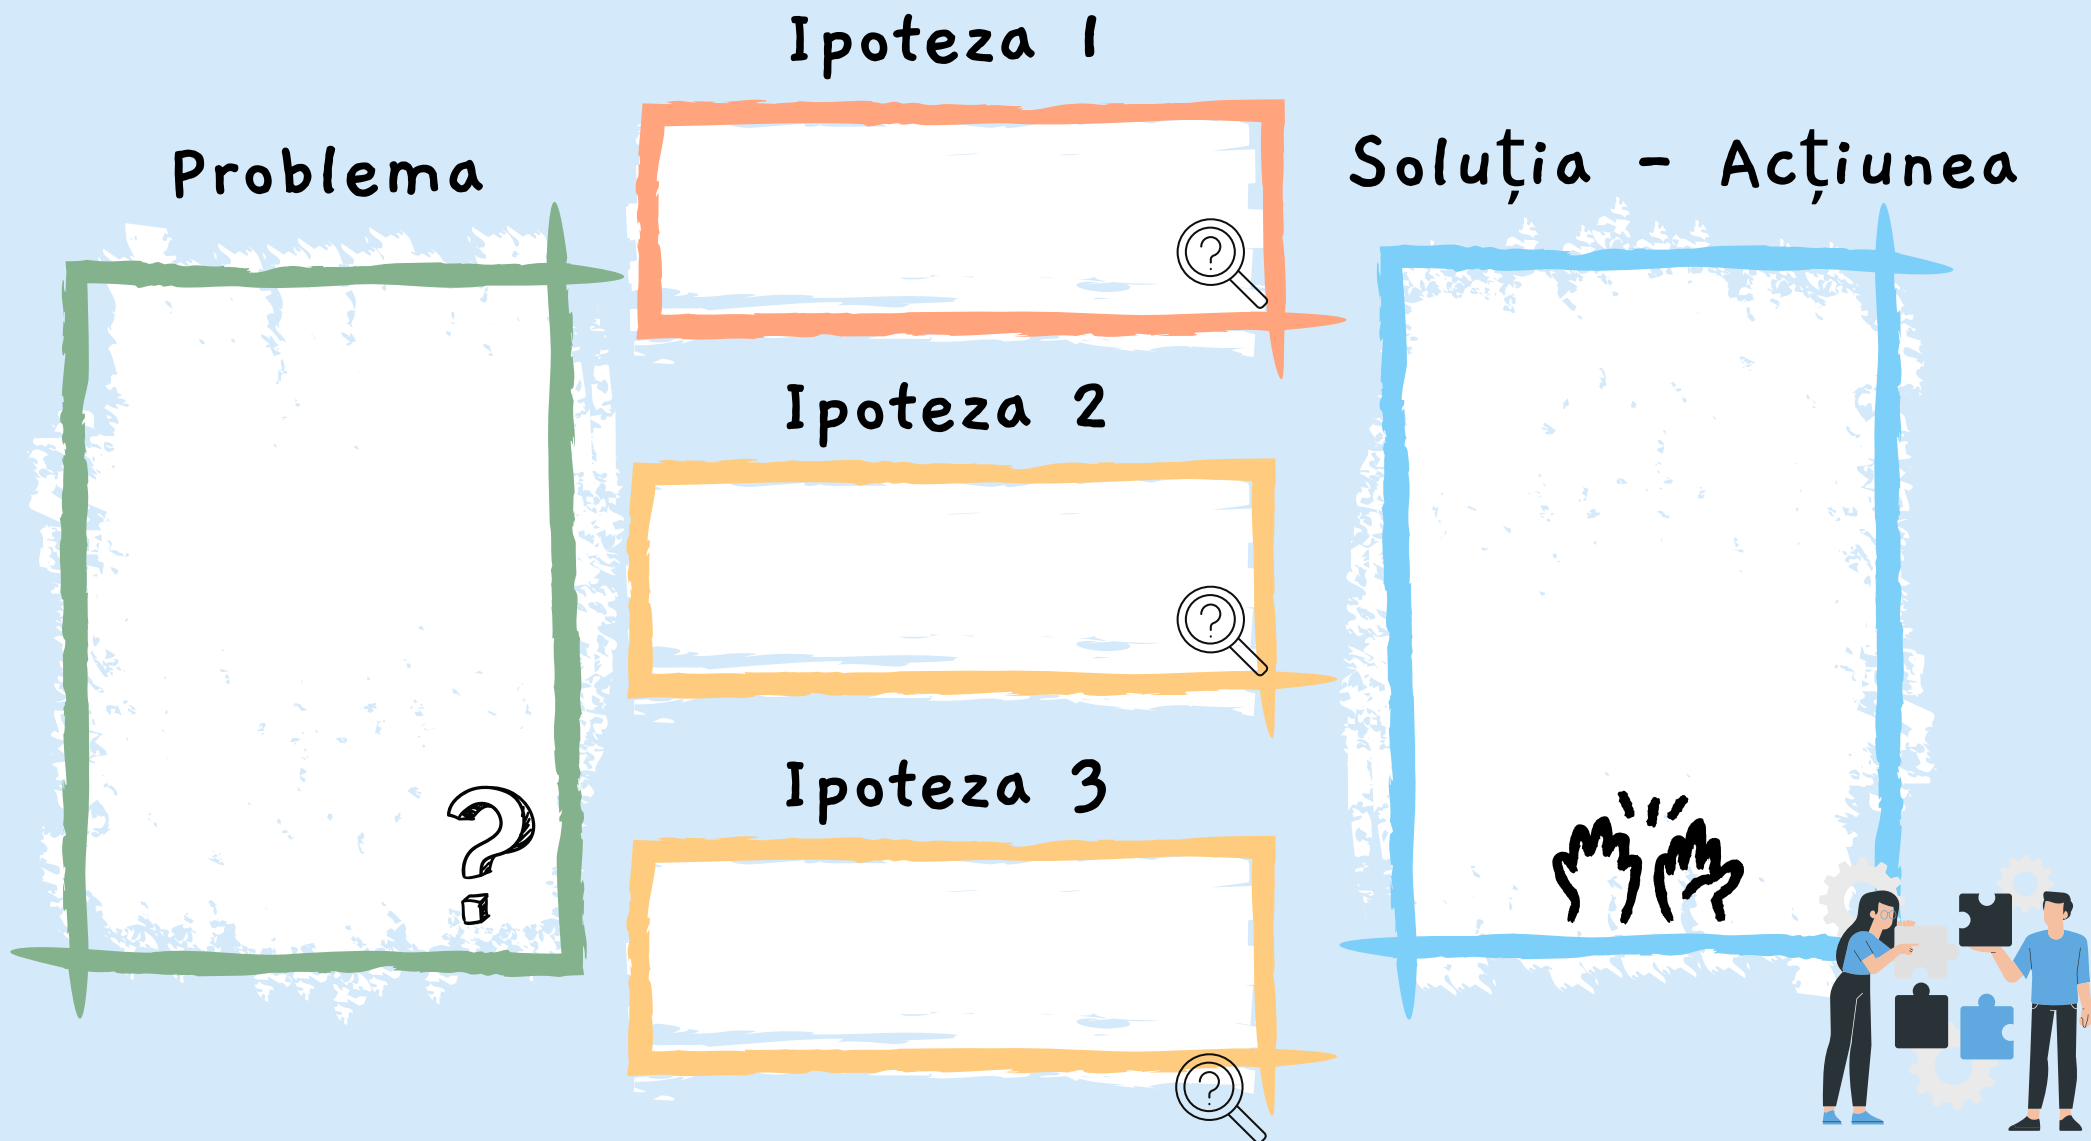 Problema
Ipoteza 1
Ipoteza 2
Ipoteza 3
Soluția - Acțiunea
?
?
?
?